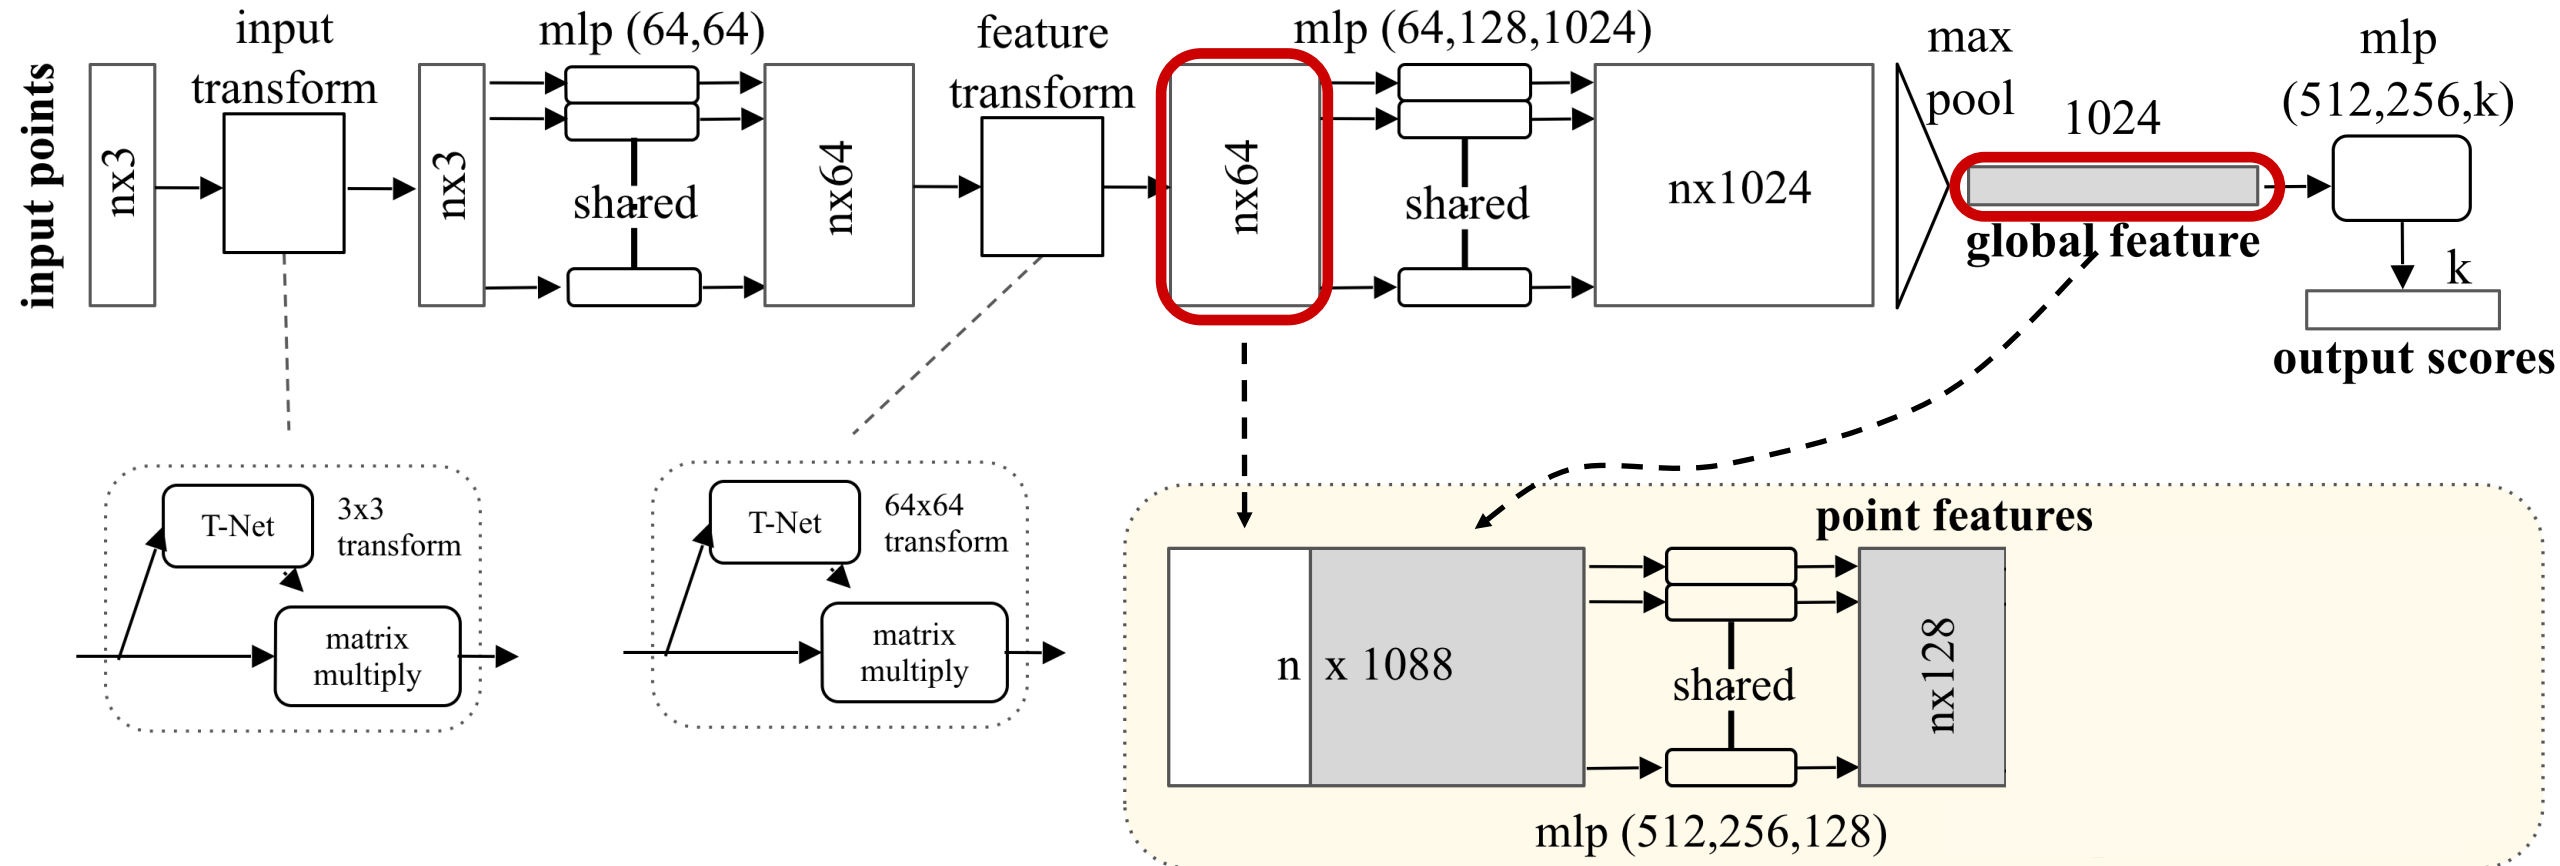 input points
nx3
input
transform
nx3
mlp (64,64)
shared
nx64
feature
transform
nx64
mlp (64,128,1024)
shared
nx1024
max
pool
1024
global feature
mlp
(512,256,k)
k
output scores
T-Net
3x3
transform
matrix
multiply
T-Net
64x64
transform
matrix
multiply
n x 1088
shared
mlp (512,256,128)
point features
nx128